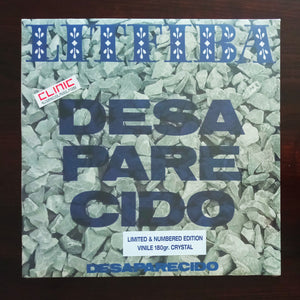 LITFIBA
CLINIC
DESA
PARE
CIDO
LIMITED & NUMBERED EDITION
VINILE 180gr. CRYSTAL
DESAPARECIDO